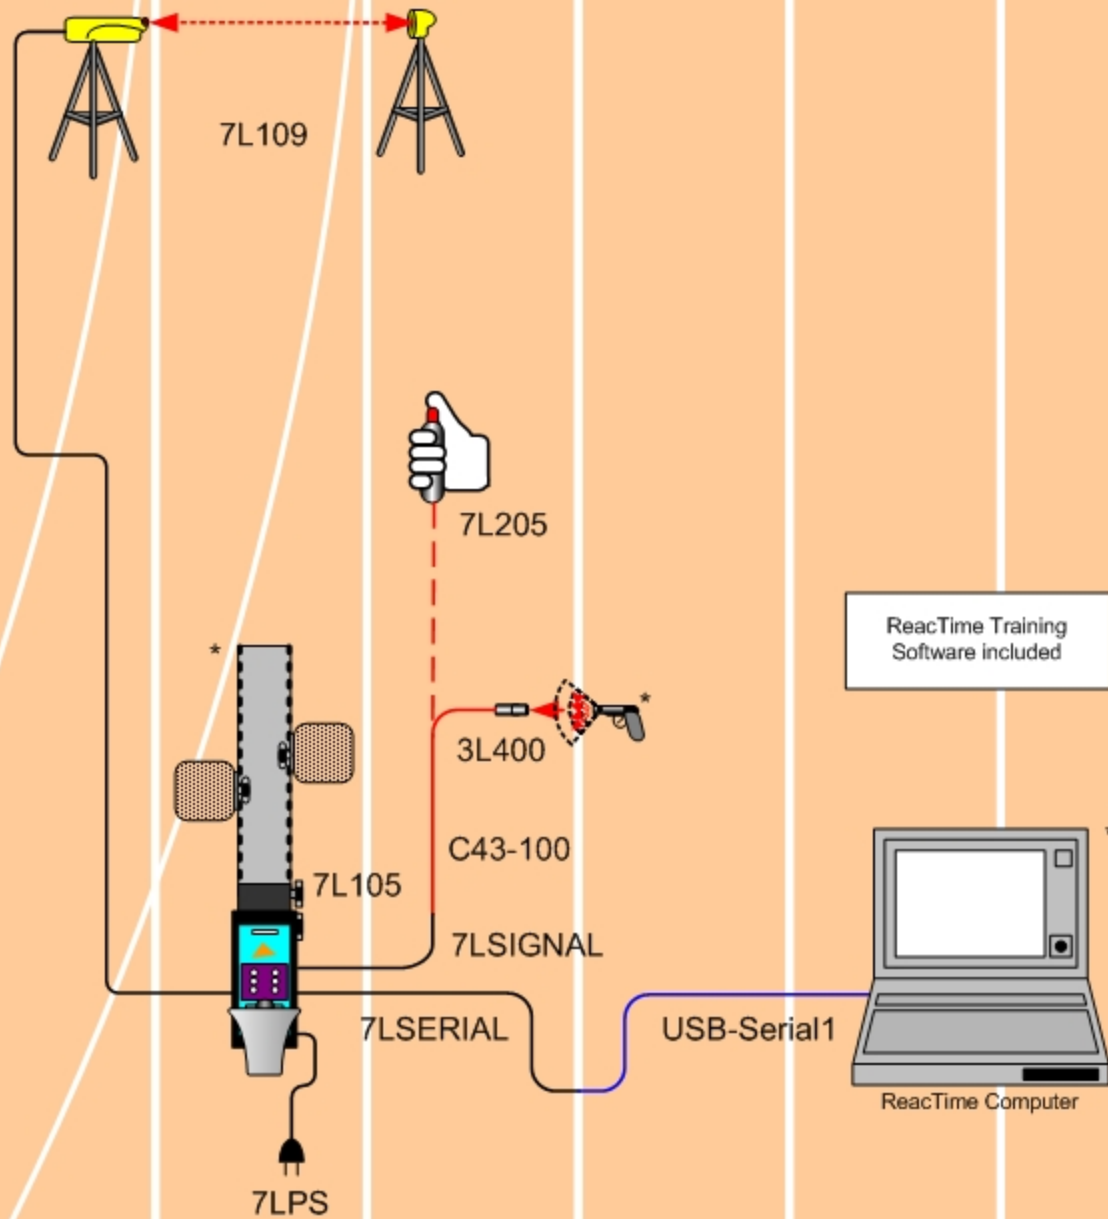 7L109
7L205
ReacTime Training
Software included
*
*
3L400
C43-100
7L105
7LSIGNAL
7LSERIAL
USB-Serial1
ReacTime Computer
7LPS